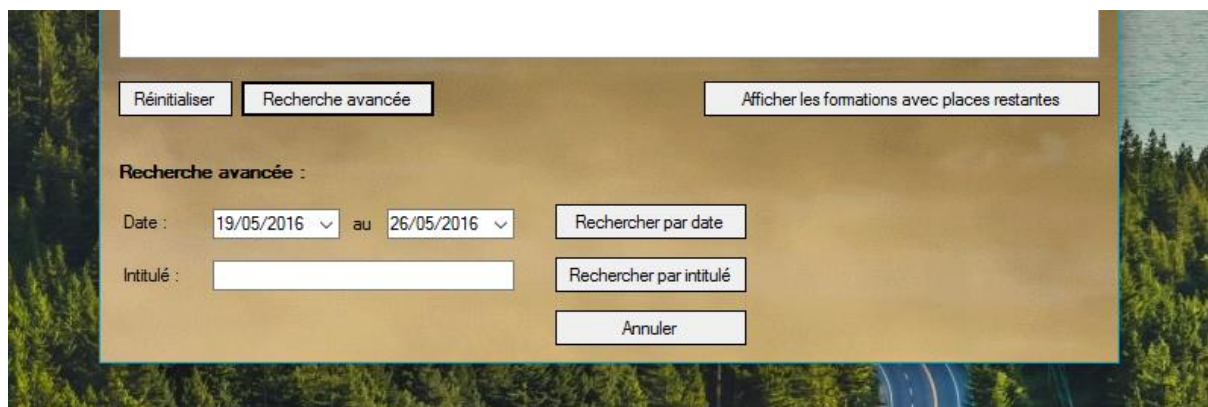 Réinitialiser Recherche avancée Afficher les formations avec places restantes
Recherche avancée :
Date : 19/05/2016 au 26/05/2016 Rechercher par date
Intitulé : Rechercher par intitulé
Annuler